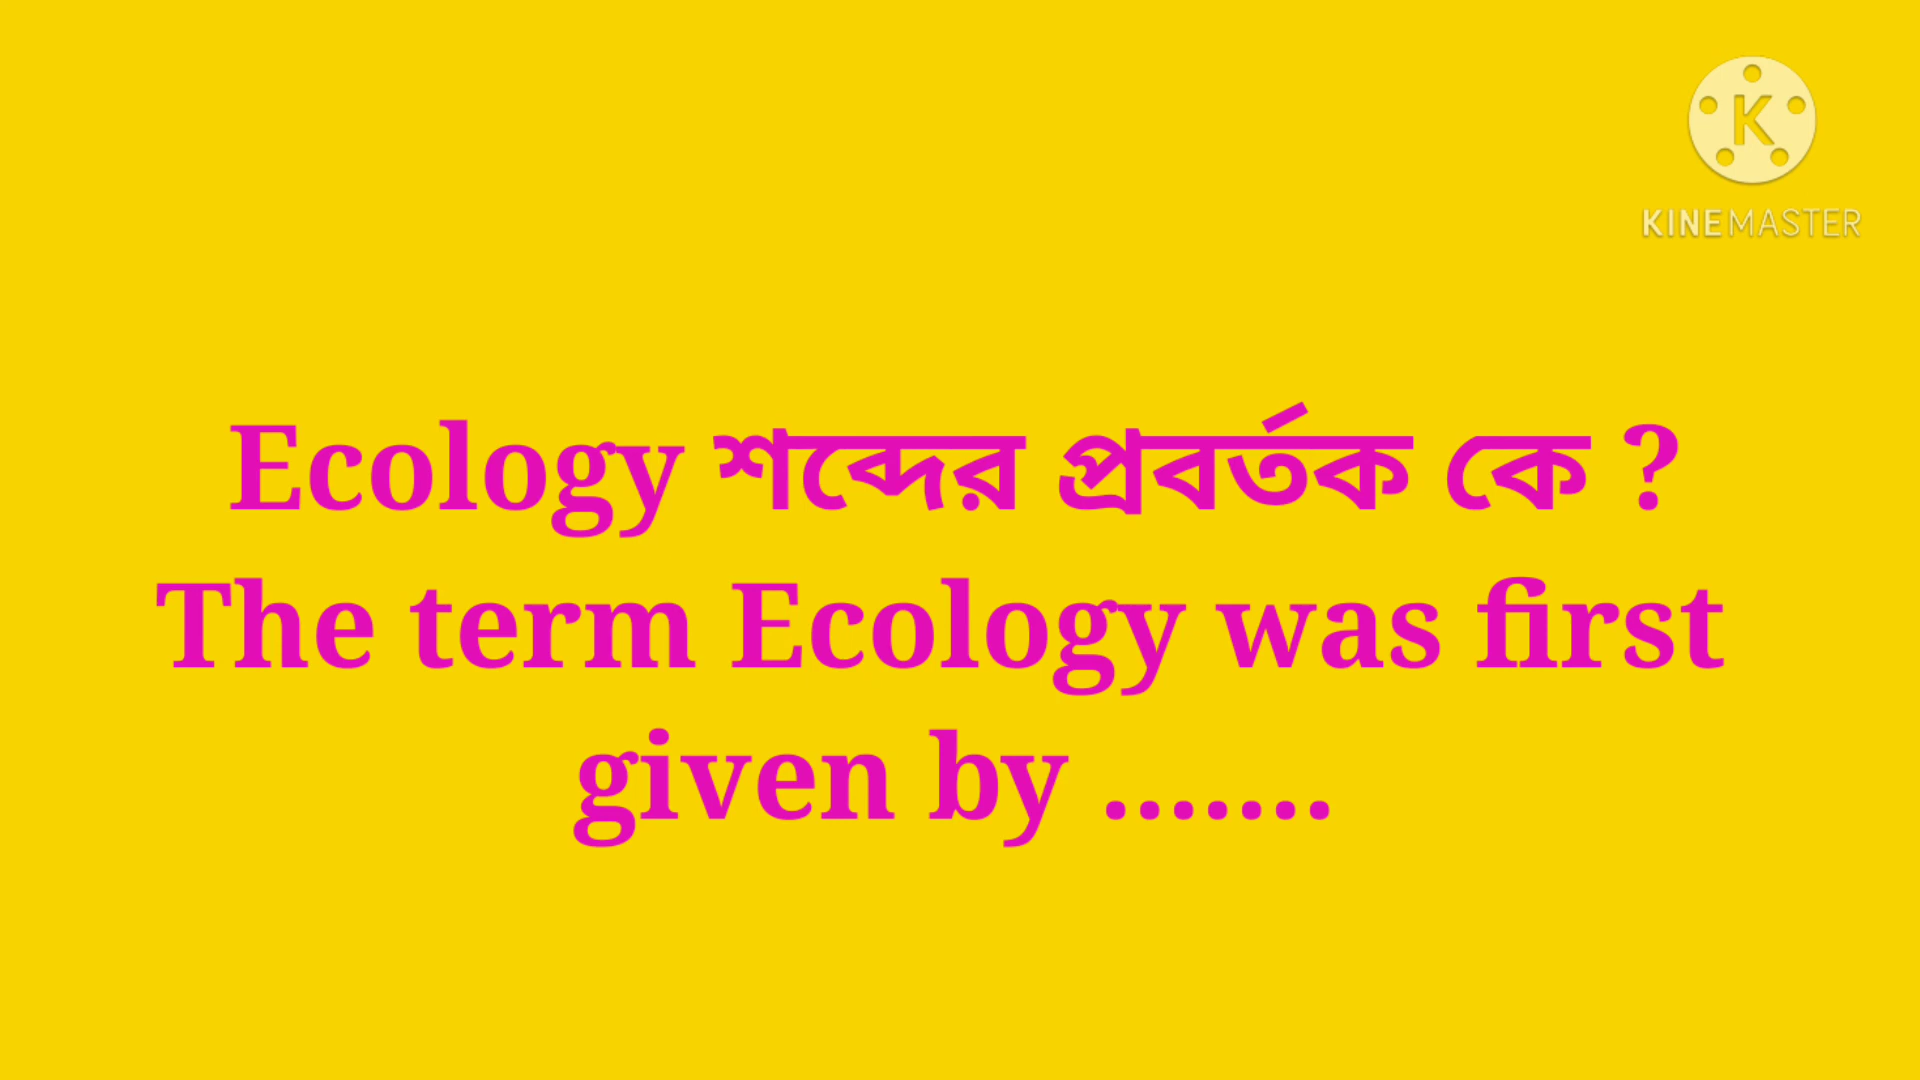 KINEMASTER
Ecology শব্দের প্রবর্তক কে ?
The term Ecology was first
given by .......